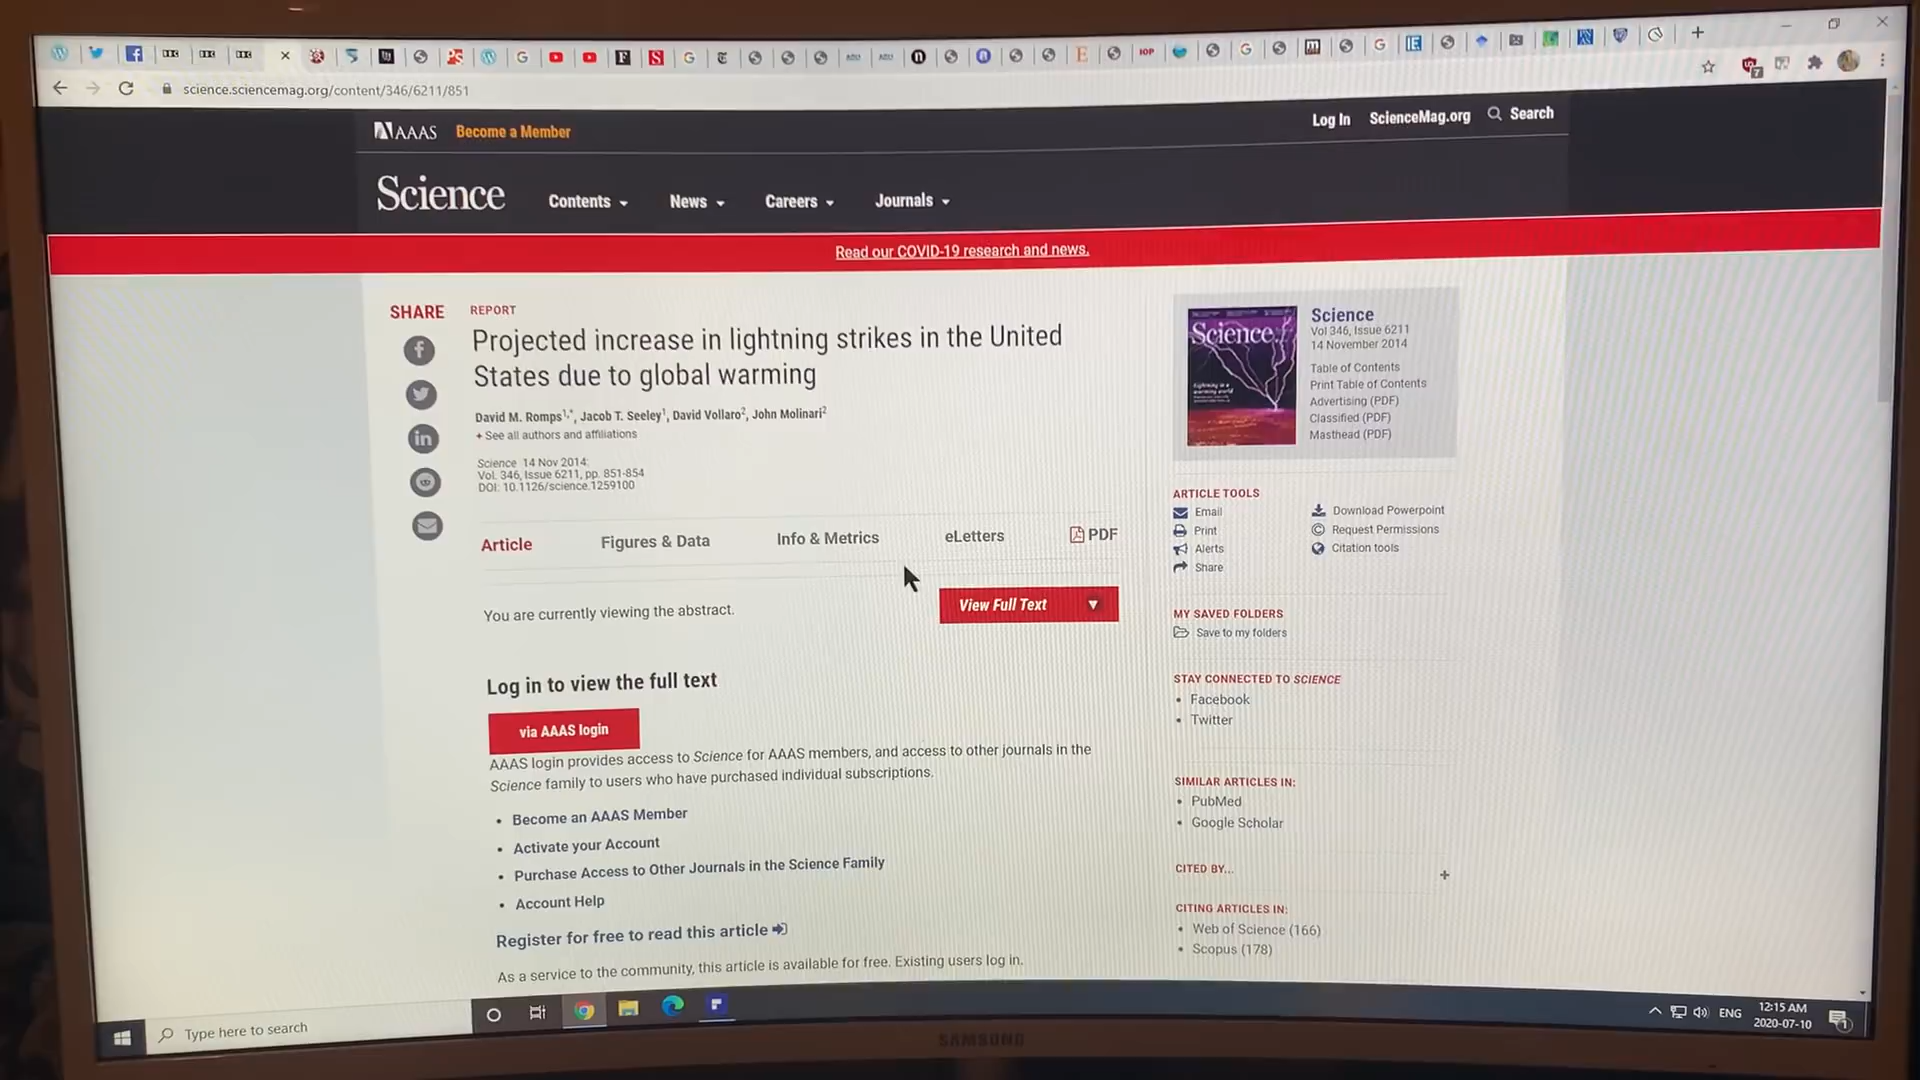 science.sciencemag.org/content/346/6211/851
AAAS Become a Member
Log In ScienceMag.org Search
Science Contents News Careers Journals
Read our COVID-19 research and news.
SHARE
REPORT
Projected increase in lightning strikes in the United
States due to global warming
David M. Romps1,*, Jacob T. Seeley1, David Vollaro2, John Molinari2
+ See all authors and affiliations
Science 14 Nov 2014:
Vol. 346, Issue 6211, pp. 851-854
DOI: 10.1126/science.1259100
Article Figures & Data Info & Metrics eLetters PDF
You are currently viewing the abstract.
View Full Text
Log in to view the full text
via AAAS login
AAAS login provides access to Science for AAAS members, and access to other journals in the
Science family to users who have purchased individual subscriptions.
• Become an AAAS Member
• Activate your Account
• Purchase Access to Other Journals in the Science Family
• Account Help
Register for free to read this article
As a service to the community, this article is available for free. Existing users log in.
Science
Science
Vol 346, Issue 6211
14 November 2014
Table of Contents
Print Table of Contents
Advertising (PDF)
Classified (PDF)
Masthead (PDF)
ARTICLE TOOLS
Email
Print
Alerts
Share
Download Powerpoint
Request Permissions
Citation tools
MY SAVED FOLDERS
Save to my folders
STAY CONNECTED TO SCIENCE
• Facebook
• Twitter
SIMILAR ARTICLES IN:
• PubMed
• Google Scholar
CITED BY...
+
CITING ARTICLES IN:
• Web of Science (166)
• Scopus (178)
Type here to search
ENG
12:15 AM
2020-07-10
SAMSUNG